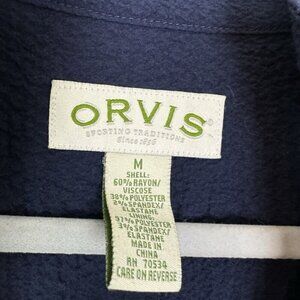 ORVIS
SPORTING TRADITIONS
Since 1856
M
SHELL:
60% RAYON/
VISCOSE
38% POLYESTER
2% SPANDEX/
ELASTANE
LINING:
97% POLYESTER
3% SPANDEX/
ELASTANE
MADE IN
CHINA
RN 70534
CARE ON REVERSE